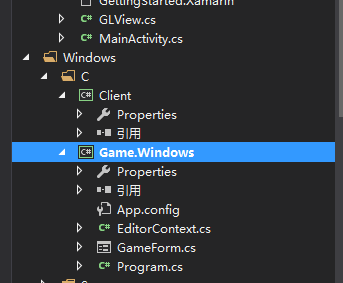 GettingStarted.Xamarin
GLView.cs
MainActivity.cs
Windows
C
C# Client
Properties
引用
C# Game.Windows
Properties
引用
App.config
C# EditorContext.cs
GameForm.cs
C# Program.cs